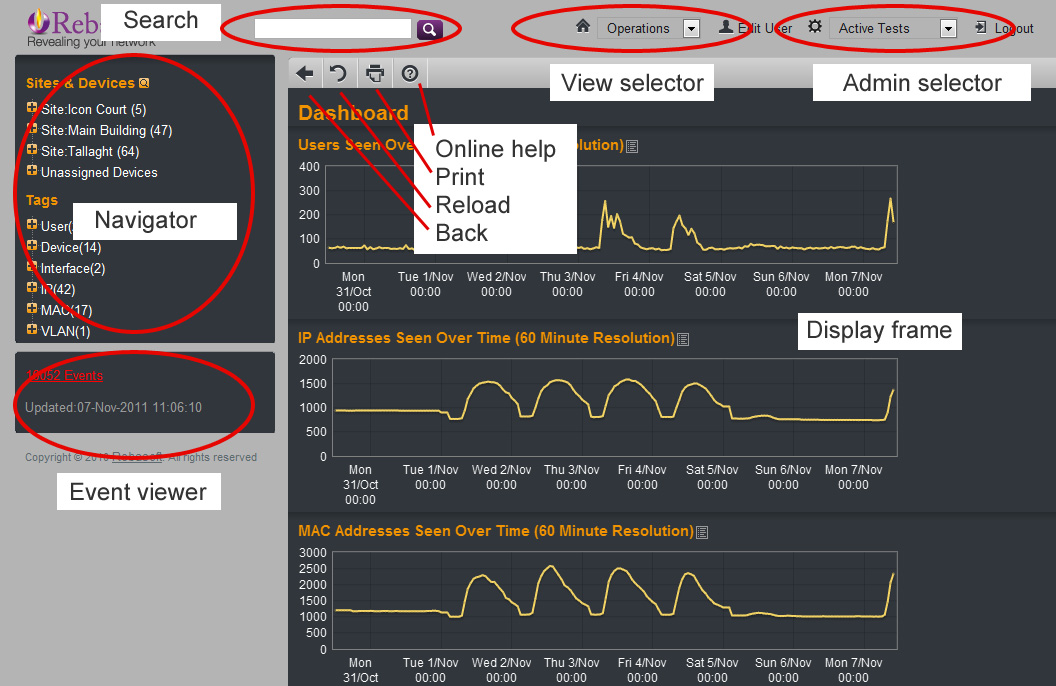 Reba
Revealing your network
Search
Operations
Edit User
Active Tests
Logout
View selector
Admin selector
Sites & Devices
Site:Icon Court (5)
Site:Main Building (47)
Site:Tallaght (64)
Unassigned Devices
Tags
User(
Device(14)
Interface(2)
IP(42)
MAC(17)
VLAN(1)
Navigator
Events
Updated:07-Nov-2011 11:06:10
Copyright © 2010 Rebasoft. All rights reserved
Event viewer
Dashboard
Online help
Print
Reload
Back
Users Seen Ove lution)
400
300
200
100
0
Mon Tue 1/Nov Wed 2/Nov Thu 3/Nov Fri 4/Nov Sat 5/Nov Sun 6/Nov Mon 7/Nov
31/Oct 00:00 00:00 00:00 00:00 00:00 00:00 00:00
00:00
Display frame
IP Addresses Seen Over Time (60 Minute Resolution)
2000
1500
1000
500
0
Mon Tue 1/Nov Wed 2/Nov Thu 3/Nov Fri 4/Nov Sat 5/Nov Sun 6/Nov Mon 7/Nov
31/Oct 00:00 00:00 00:00 00:00 00:00 00:00 00:00
00:00
MAC Addresses Seen Over Time (60 Minute Resolution)
3000
2500
2000
1500
1000
500
0
Mon Tue 1/Nov Wed 2/Nov Thu 3/Nov Fri 4/Nov Sat 5/Nov Sun 6/Nov Mon 7/Nov
31/Oct 00:00 00:00 00:00 00:00 00:00 00:00 00:00